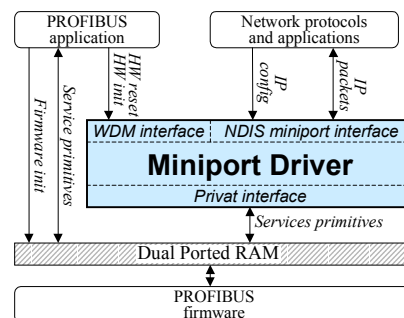 PROFIBUS
application
Network protocols
and applications
Firmware init
Service primitives
HW reset
HW init
IP
config
IP
packets
WDM interface
NDIS miniport interface
Miniport Driver
Privat interface
Services primitives
Dual Ported RAM
PROFIBUS
firmware